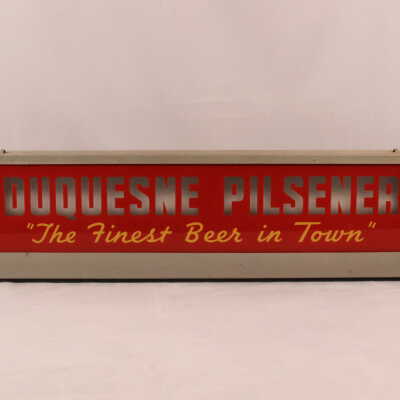 DUQUESNE PILSENER
"The Finest Beer in Town"